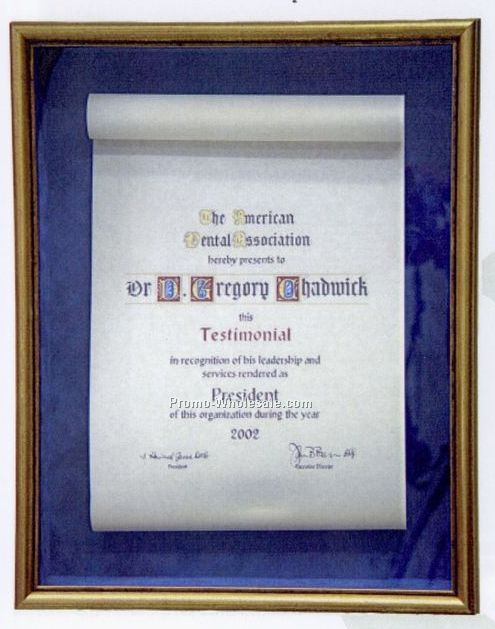 The American
Dental Association
hereby presents to
Dr D. Gregory Chadwick
this
Testimonial
in recognition of his leadership and
services rendered as
President
Promo-Wholesale.com
of this organization during the year
2002
President
Executive Director